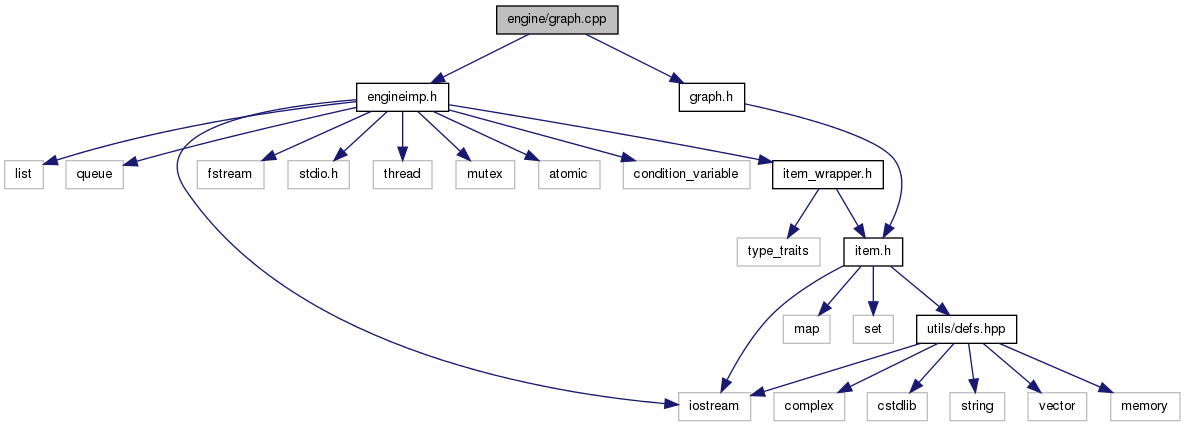 engine/graph.cpp
engineimp.h
graph.h
list
queue
fstream
stdio.h
thread
mutex
atomic
condition_variable
item_wrapper.h
type_traits
item.h
map
set
utils/defs.hpp
iostream
complex
cstdlib
string
vector
memory